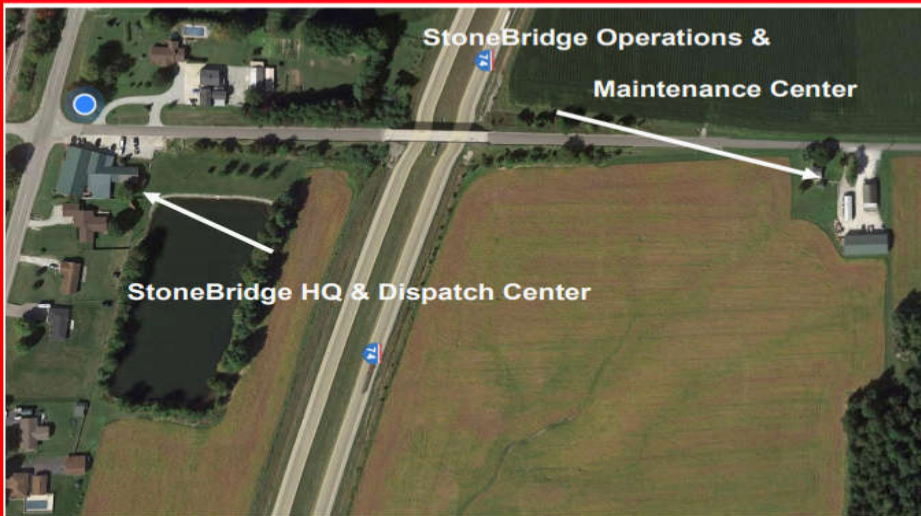 StoneBridge Operations &
74
Maintenance Center
StoneBridge HQ & Dispatch Center
74